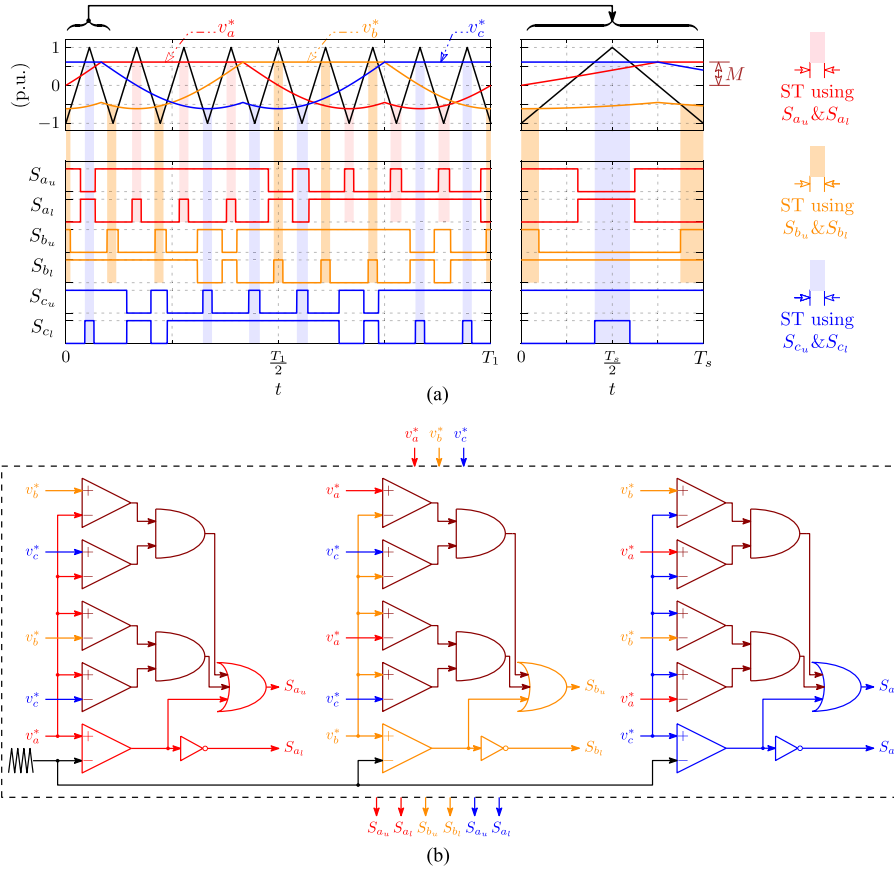 v_a^* v_b^* v_c^*
(p.u.)
1
0
−1
M
ST using
S_{a_u}&S_{a_l}
S_{a_u}
S_{a_l}
S_{b_u}
S_{b_l}
S_{c_u}
S_{c_l}
ST using
S_{b_u}&S_{b_l}
ST using
S_{c_u}&S_{c_l}
0 T_1/2 T_1 0 T_s/2 T_s
t t
(a)
v_a^* v_b^* v_c^*
v_b^* + − v_a^* + − v_b^* + −
v_c^* + − v_c^* + − v_a^* + −
+ − v_b^* + − v_a^* + − v_b^*
+ − v_c^* S_{a_u} + − v_c^* S_{b_u} + − v_a^* S_a
v_a^* + − S_{a_l} v_b^* + − S_{b_l} v_c^* + − S_a
S_{a_u} S_{a_l} S_{b_u} S_{b_l} S_{a_u} S_{a_l}
(b)